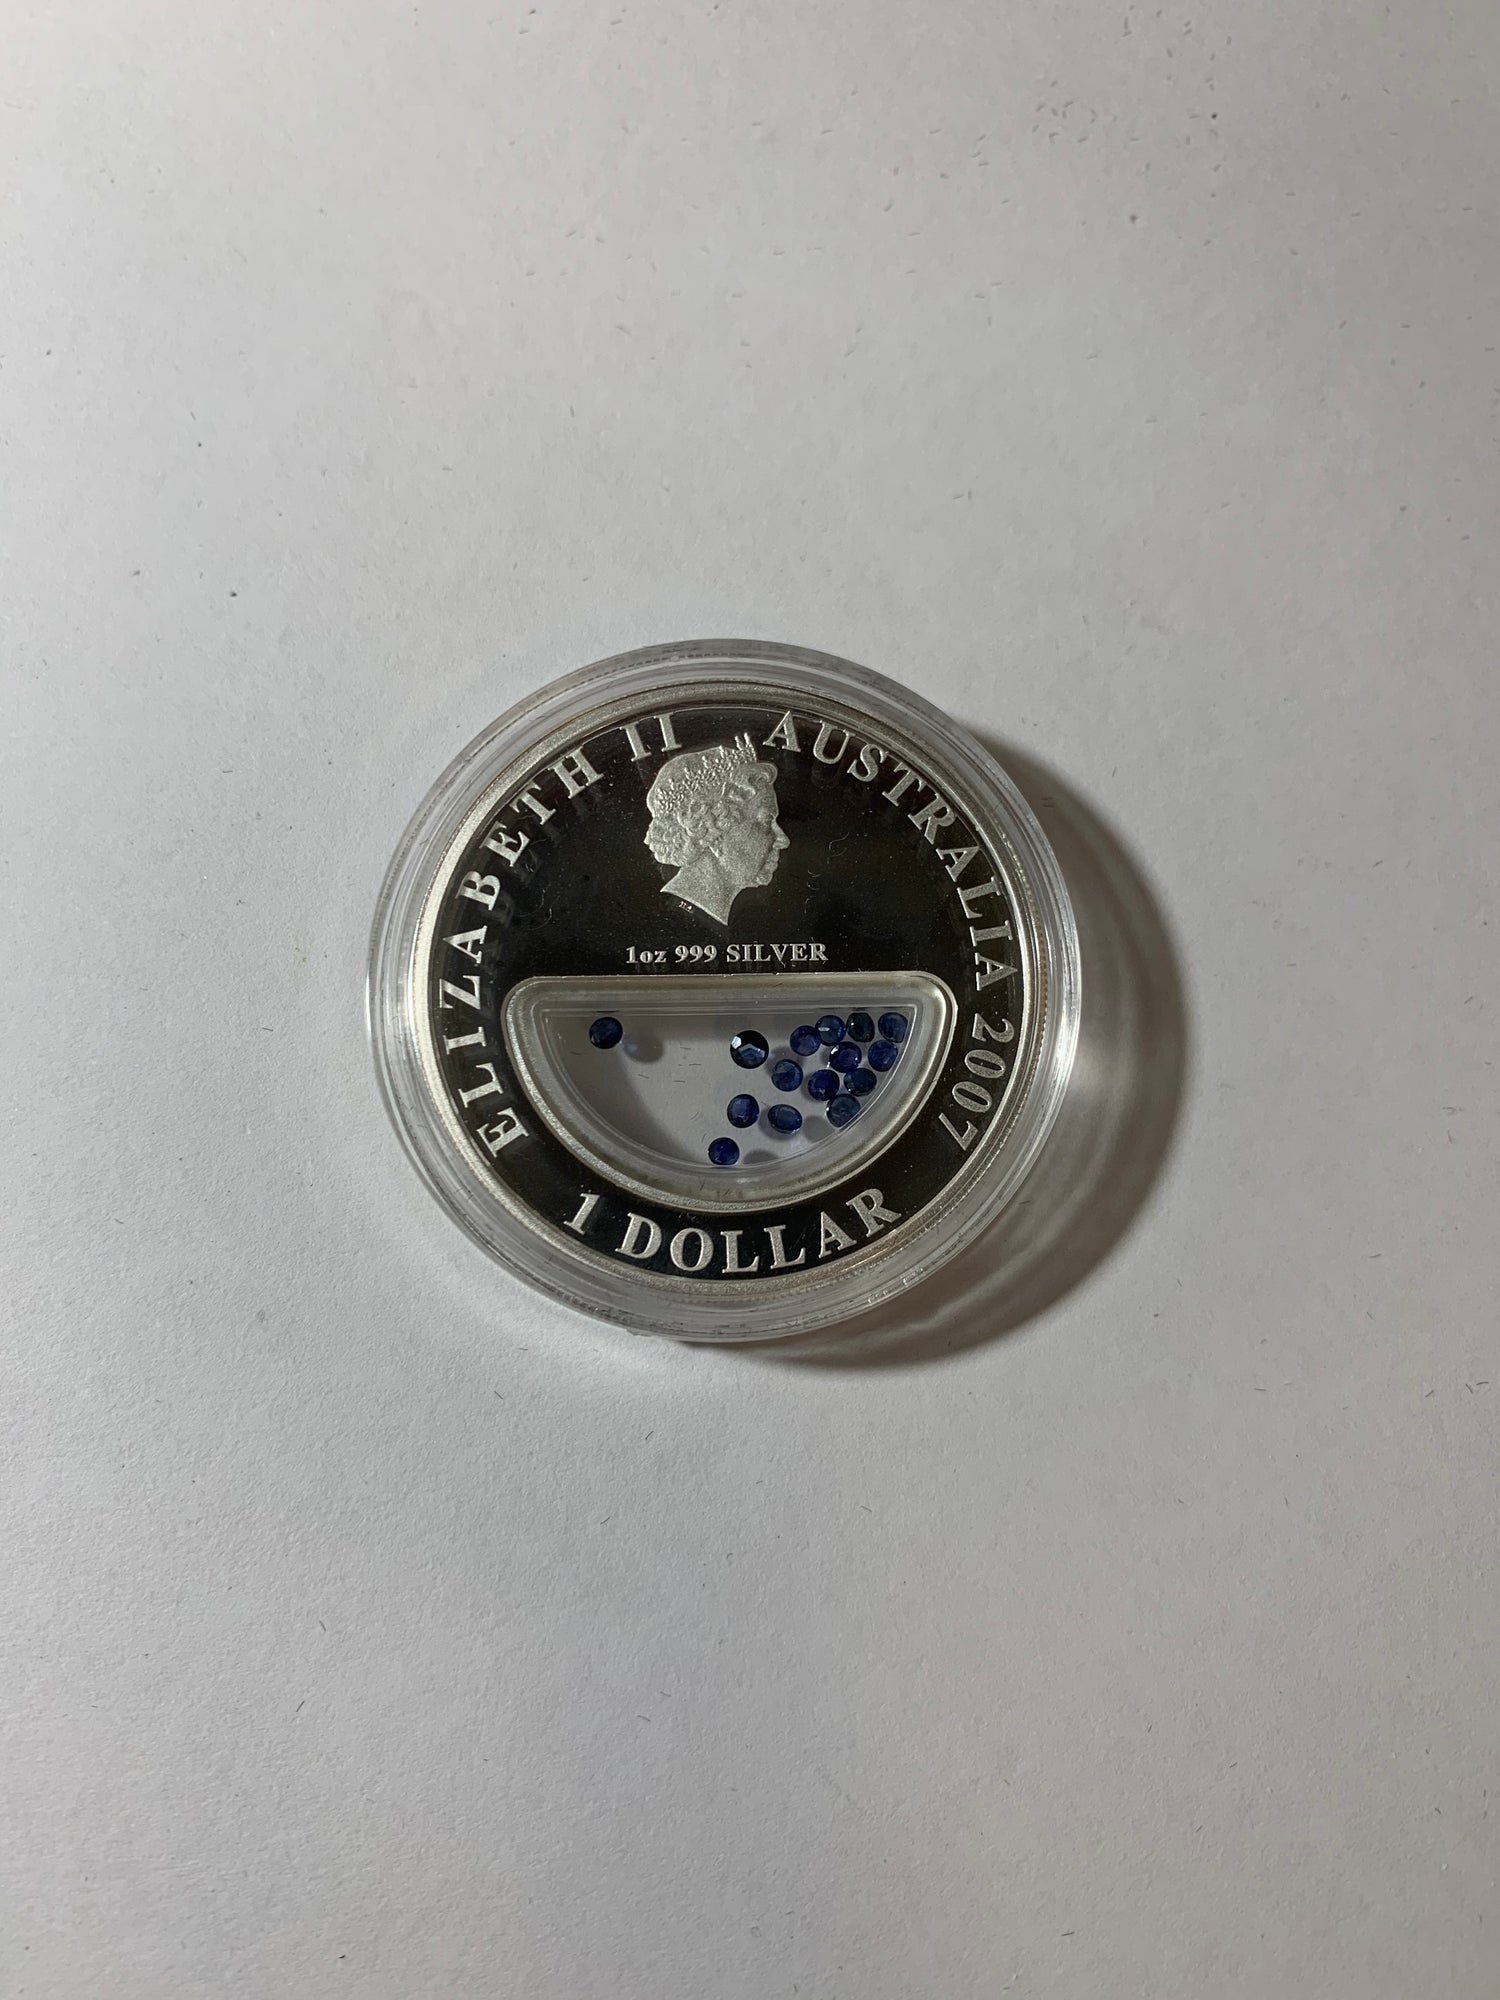 ELIZABETH II AUSTRALIA 2007
1oz 999 SILVER
1 DOLLAR